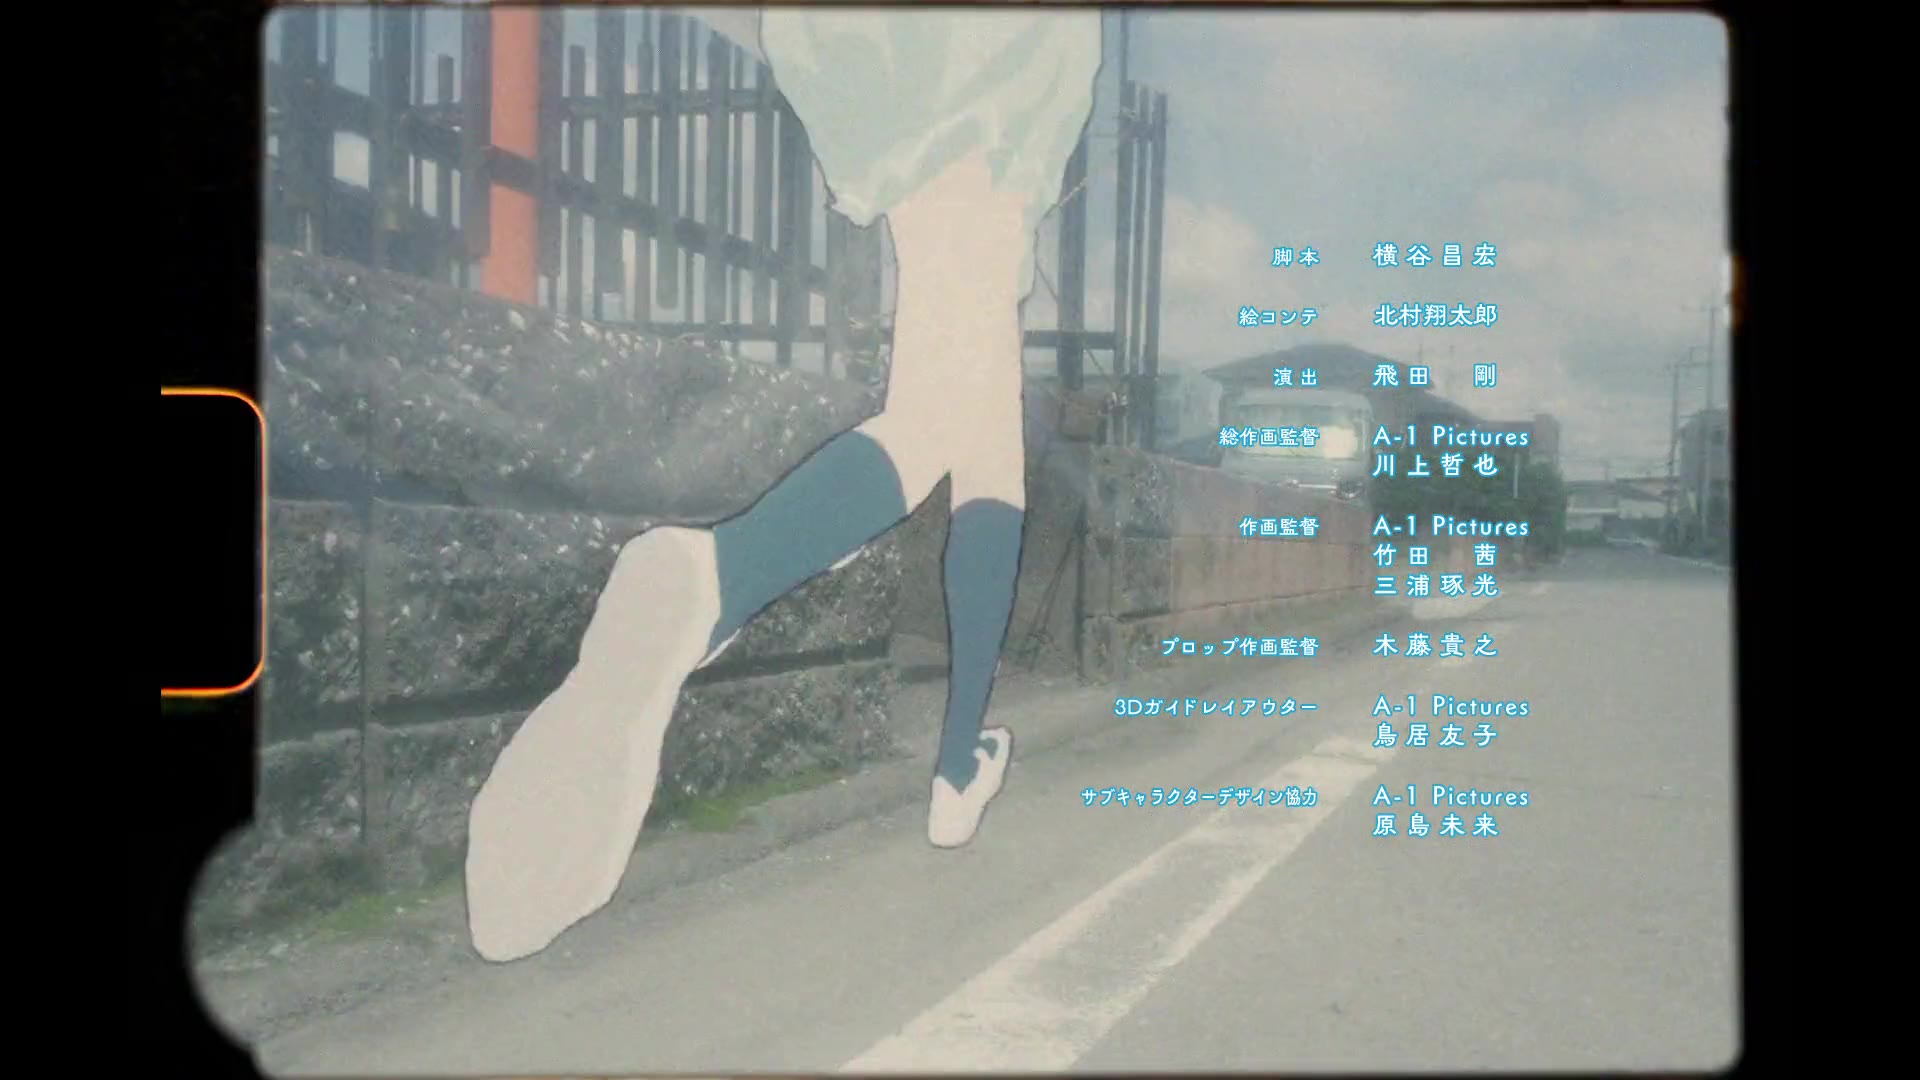 脚本 横谷昌宏
絵コンテ 北村翔太郎
演出 飛田 剛
総作画監督 A-1 Pictures
川上哲也
作画監督 A-1 Pictures
竹田 茜
三浦琢光
プロップ作画監督 木藤貴之
3Dガイドレイアウター A-1 Pictures
鳥居友子
サブキャラクターデザイン協力 A-1 Pictures
原島未来